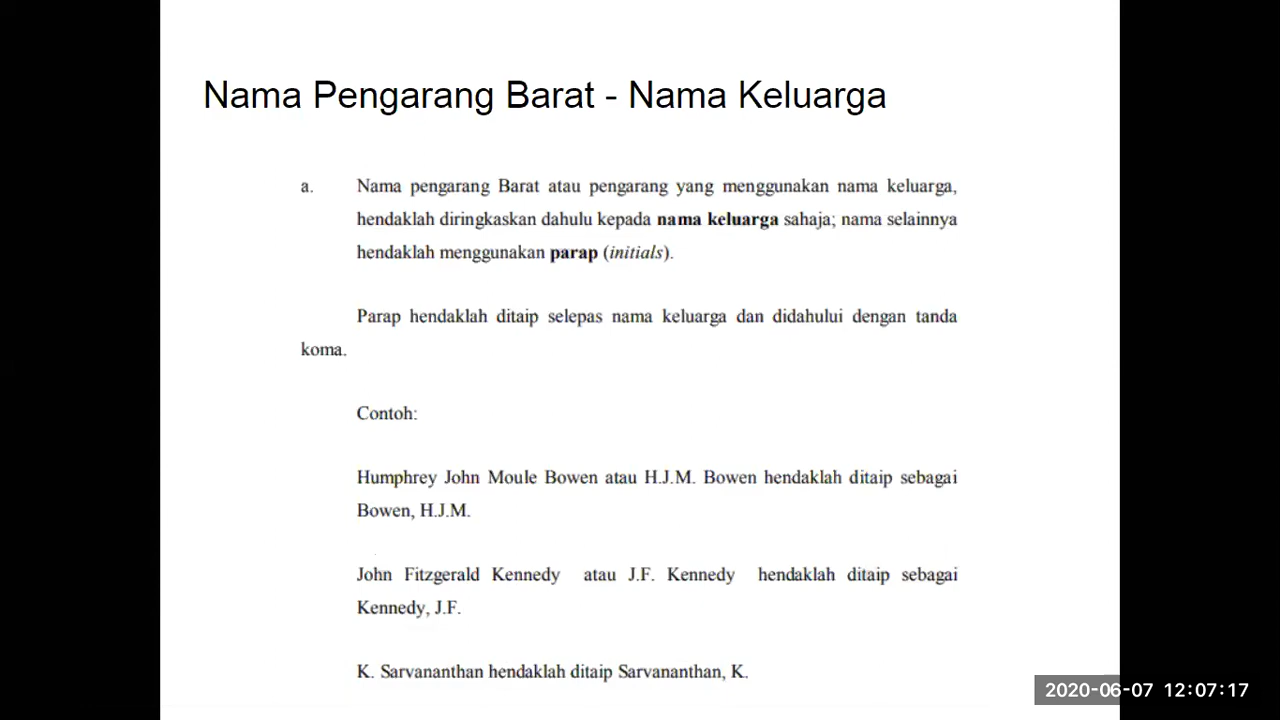 Nama Pengarang Barat - Nama Keluarga
a. Nama pengarang Barat atau pengarang yang menggunakan nama keluarga,
hendaklah diringkaskan dahulu kepada nama keluarga sahaja; nama selainnya
hendaklah menggunakan parap (initials).
Parap hendaklah ditaip selepas nama keluarga dan didahului dengan tanda
koma.
Contoh:
Humphrey John Moule Bowen atau H.J.M. Bowen hendaklah ditaip sebagai
Bowen, H.J.M.
John Fitzgerald Kennedy atau J.F. Kennedy hendaklah ditaip sebagai
Kennedy, J.F.
K. Sarvananthan hendaklah ditaip Sarvananthan, K.
2020-06-07 12:07:17